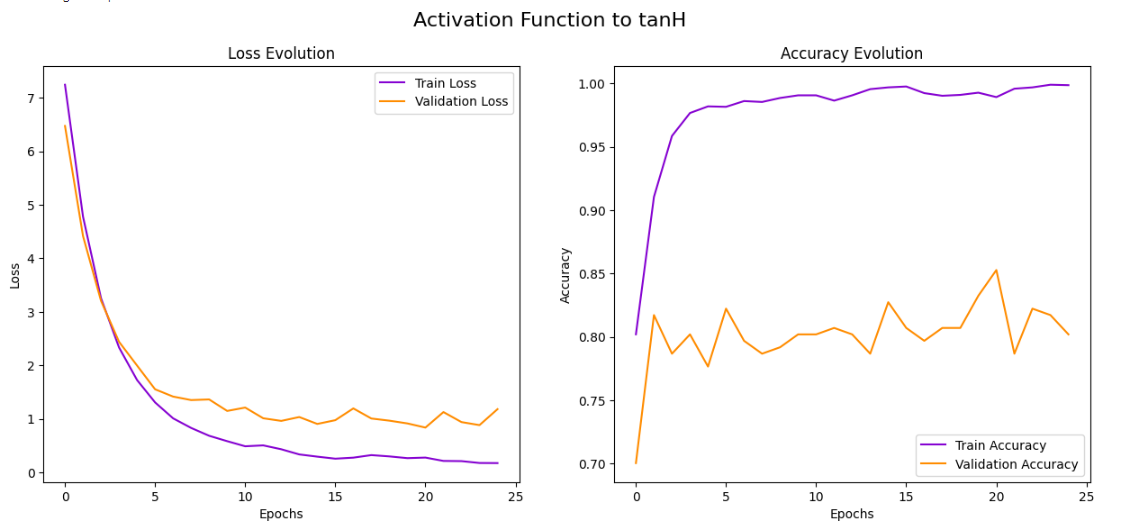 Activation Function to tanH
Loss Evolution
Train Loss
Validation Loss
7
6
5
4
3
2
1
0
Loss
0 5 10 15 20 25
Epochs
Accuracy Evolution
1.00
0.95
0.90
0.85
0.80
0.75
0.70
Accuracy
Train Accuracy
Validation Accuracy
0 5 10 15 20 25
Epochs